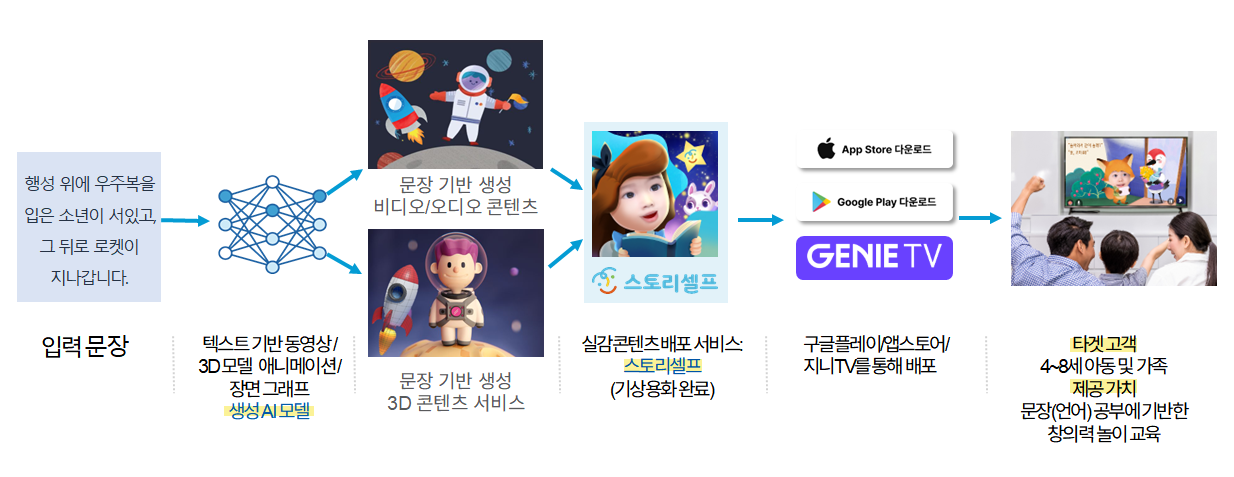 행성 위에 우주복을
입은 소년이 서있고,
그 뒤로 로켓이
지나갑니다.
입력 문장
텍스트 기반 동영상 /
3D 모델 애니메이션 /
장면 그래프
생성 AI 모델
문장 기반 생성
비디오/오디오 콘텐츠
문장 기반 생성
3D 콘텐츠 서비스
스토리셀프
실감콘텐츠 배포 서비스:
스토리셀프
(기상용화 완료)
App Store 다운로드
Google Play 다운로드
GENIE TV
구글플레이/앱스토어/
지니TV를 통해 배포
타겟 고객
4~8세 아동 및 가족
제공 가치
문장(언어) 공부에 기반한
창의력 놀이 교육